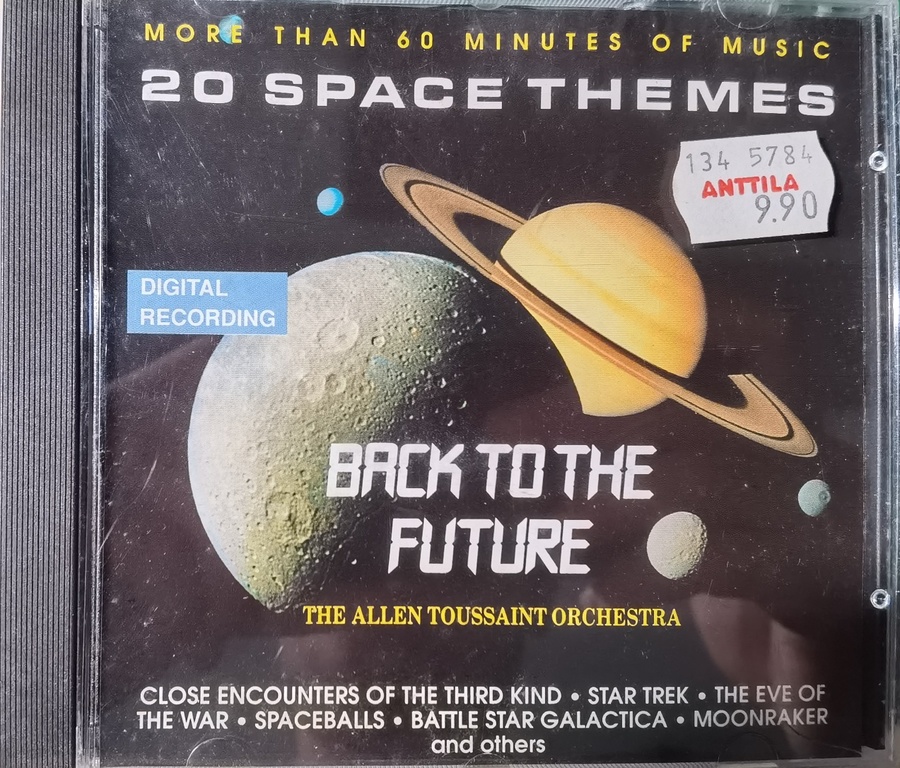 MORE THAN 60 MINUTES OF MUSIC
20 SPACE THEMES
134 5784
ANTTILA
9.90
DIGITAL
RECORDING
BACK TO THE
FUTURE
THE ALLEN TOUSSAINT ORCHESTRA
CLOSE ENCOUNTERS OF THE THIRD KIND • STAR TREK • THE EVE OF
THE WAR • SPACEBALLS • BATTLE STAR GALACTICA • MOONRAKER
and others